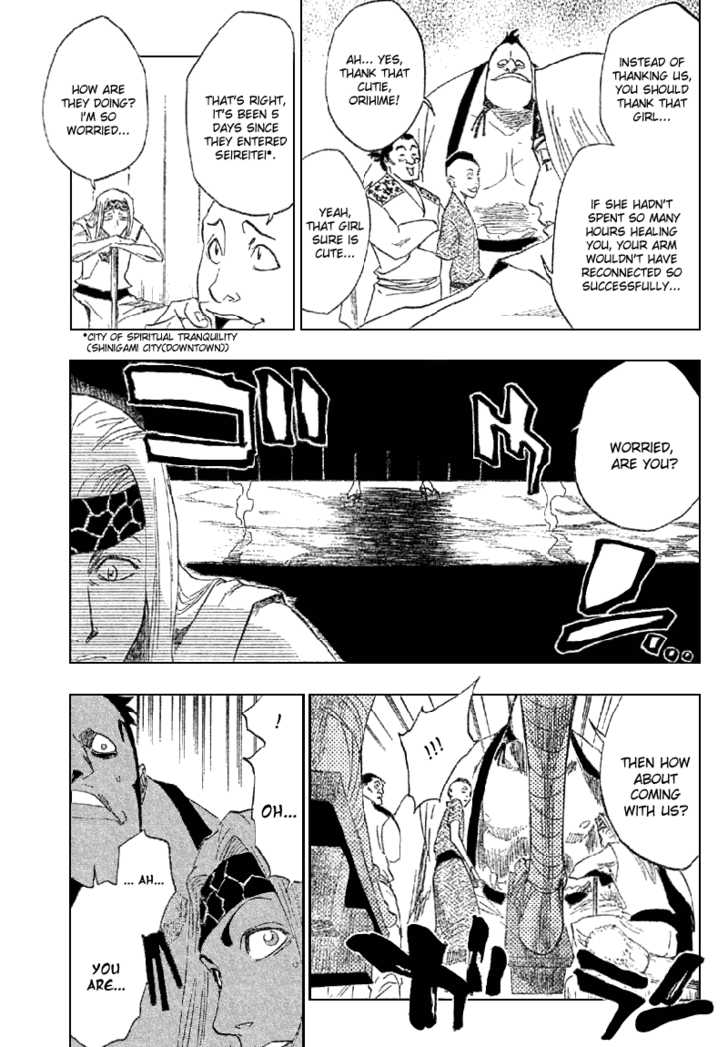 INSTEAD OF
THANKING US,
YOU SHOULD
THANK THAT
GIRL...
IF SHE HADN'T
SPENT SO MANY
HOURS HEALING
YOU, YOUR ARM
WOULDN'T HAVE
RECONNECTED SO
SUCCESSFULLY...
AH... YES,
THANK THAT
CUTIE,
ORIHIME!
YEAH,
THAT GIRL
SURE IS
CUTE...
THAT'S RIGHT,
IT'S BEEN 5
DAYS SINCE
THEY ENTERED
SEIREITEI*.
HOW ARE
THEY DOING?
I'M SO
WORRIED...
*CITY OF SPIRITUAL TRANQUILITY
(SHINIGAMI CITY(DOWNTOWN))
WORRIED,
ARE YOU?
THEN HOW
ABOUT
COMING
WITH US?
!!!
!
OH...
... AH...
YOU
ARE...